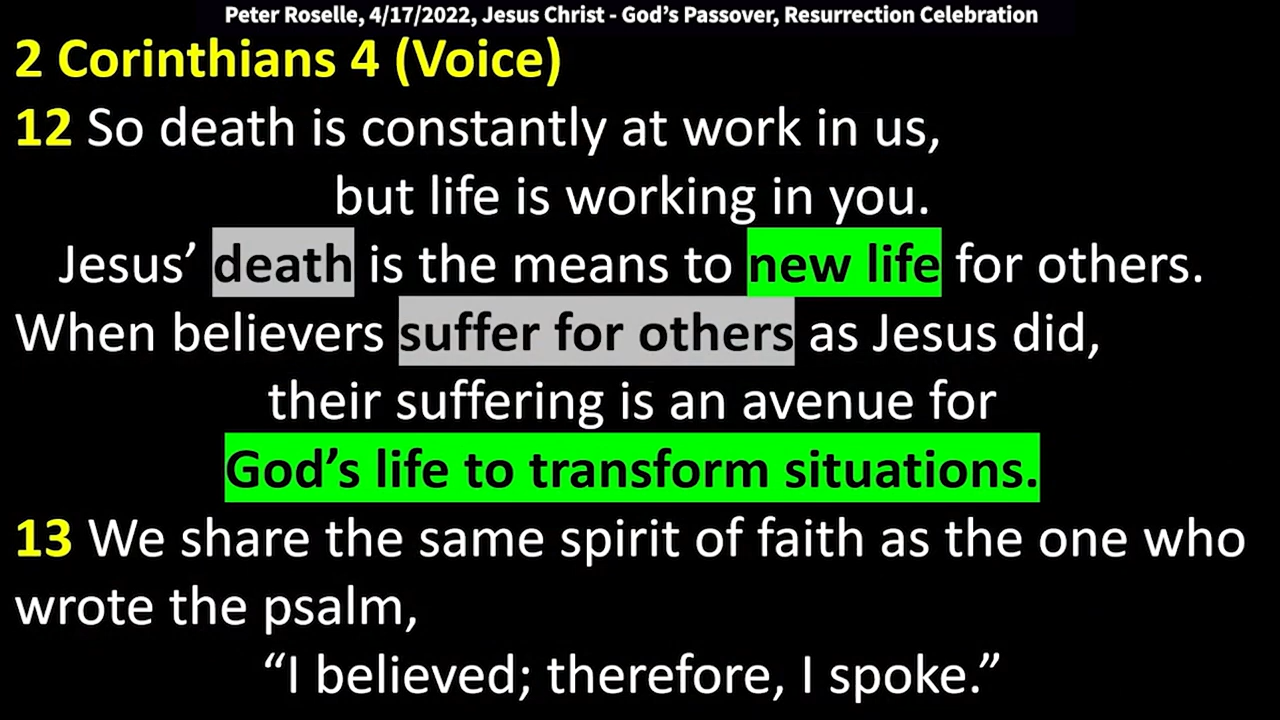 Peter Roselle, 4/17/2022, Jesus Christ - God’s Passover, Resurrection Celebration
2 Corinthians 4 (Voice)
12 So death is constantly at work in us,
but life is working in you.
Jesus’ death is the means to new life for others.
When believers suffer for others as Jesus did,
their suffering is an avenue for
God’s life to transform situations.
13 We share the same spirit of faith as the one who
wrote the psalm,
“I believed; therefore, I spoke.”